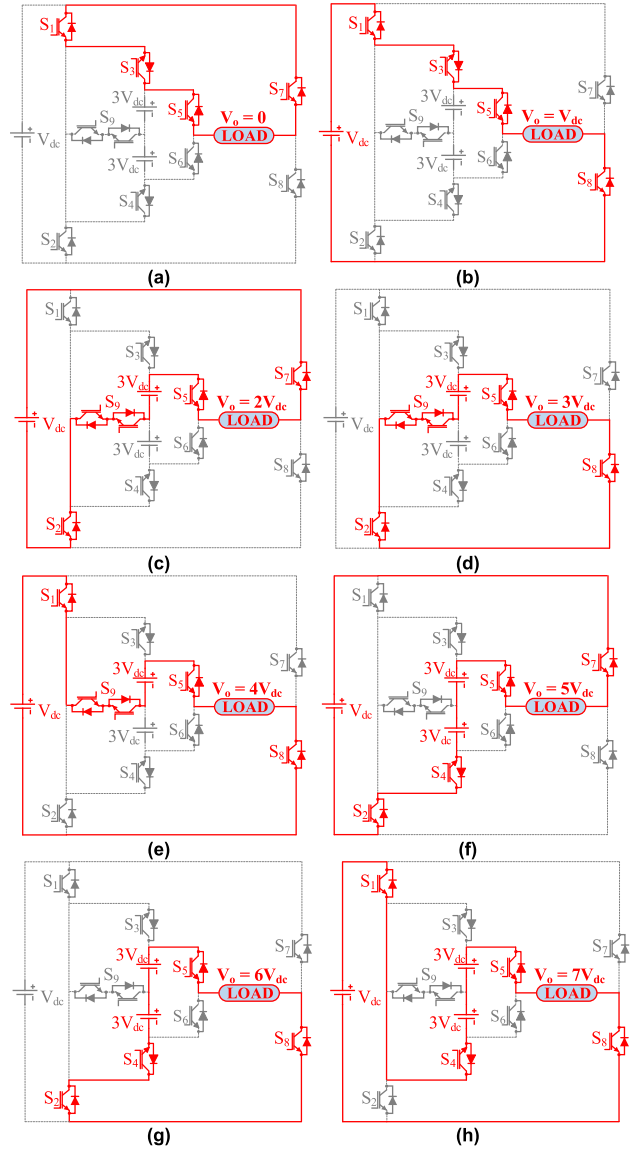 S1
S3
S7
3Vdc
S5
Vo = 0
Vdc
S9
LOAD
3Vdc
S6
S8
S4
S2
(a)
S1
S3
S7
3Vdc
S5
Vo = Vdc
Vdc
S9
LOAD
3Vdc
S6
S8
S4
S2
(b)
S1
S3
S7
3Vdc
S5
Vo = 2Vdc
Vdc
S9
LOAD
3Vdc
S6
S8
S4
S2
(c)
S1
S3
S7
3Vdc
S5
Vo = 3Vdc
Vdc
S9
LOAD
3Vdc
S6
S8
S4
S2
(d)
S1
S3
S7
3Vdc
S5
Vo = 4Vdc
Vdc
S9
LOAD
3Vdc
S6
S8
S4
S2
(e)
S1
S3
S7
3Vdc
S5
Vo = 5Vdc
Vdc
S9
LOAD
3Vdc
S6
S8
S4
S2
(f)
S1
S3
S7
3Vdc
S5
Vo = 6Vdc
Vdc
S9
LOAD
3Vdc
S6
S8
S4
S2
(g)
S1
S3
S7
3Vdc
S5
Vo = 7Vdc
Vdc
S9
LOAD
3Vdc
S6
S8
S4
S2
(h)